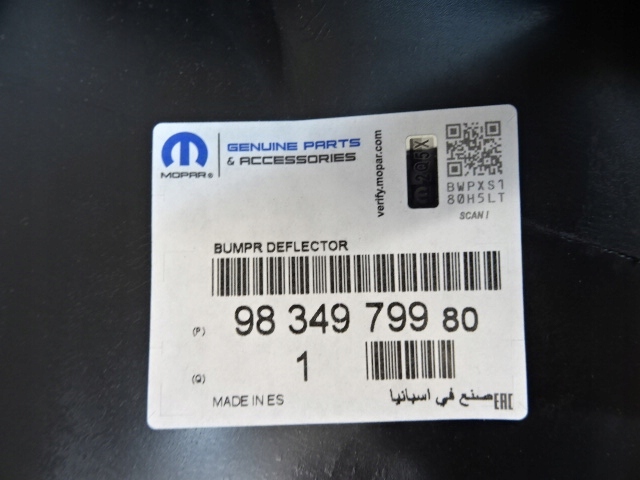 MOPAR®
GENUINE PARTS
& ACCESSORIES
verify.mopar.com
BWPXS1
80H5LT
SCAN !
BUMPR DEFLECTOR
(P) 98 349 799 80
(Q) 1
MADE IN ES
صنع في اسبانيا
EAC